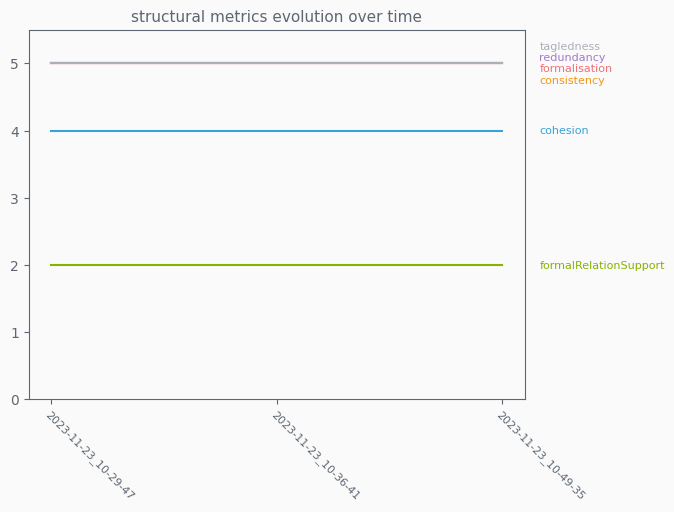 structural metrics evolution over time
tagledness
redundancy
formalisation
consistency
cohesion
formalRelationSupport
5
4
3
2
1
0
2023-11-23_10-29-47
2023-11-23_10-36-41
2023-11-23_10-49-35